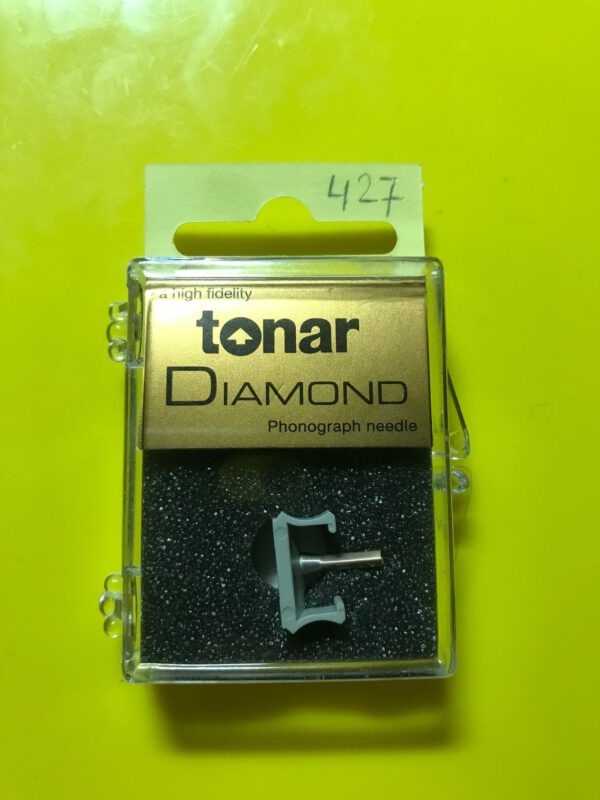 427
a high fidelity
tonar
DIAMOND
Phonograph needle